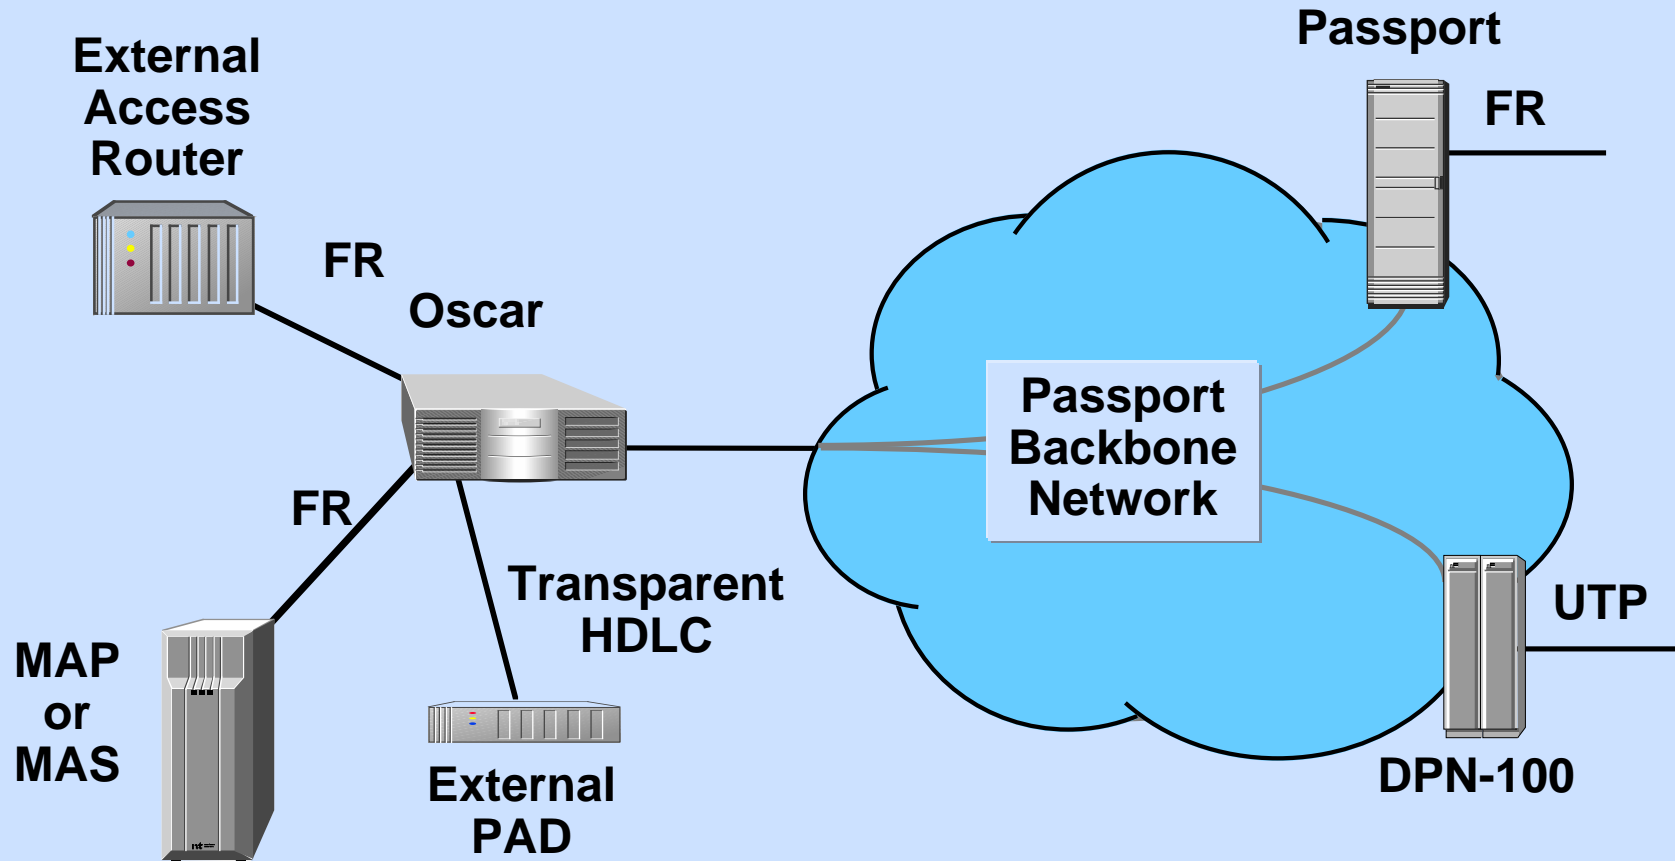 Passport
External
Access
Router
FR
FR
Oscar
Passport
Backbone
Network
FR
Transparent
HDLC
UTP
MAP
or
MAS
External
PAD
DPN-100